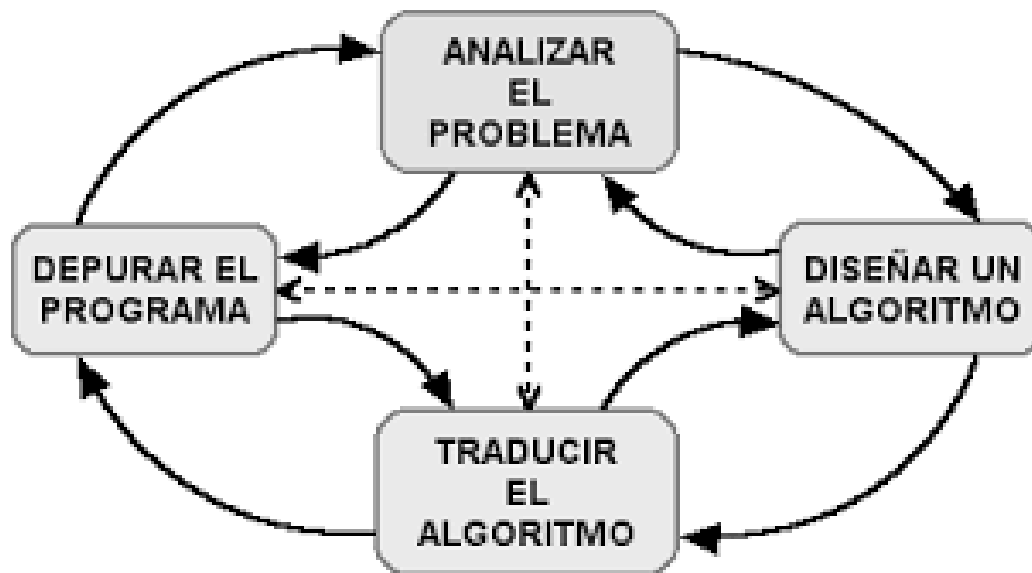 ANALIZAR
EL
PROBLEMA
DEPURAR EL
PROGRAMA
DISEÑAR UN
ALGORITMO
TRADUCIR
EL
ALGORITMO